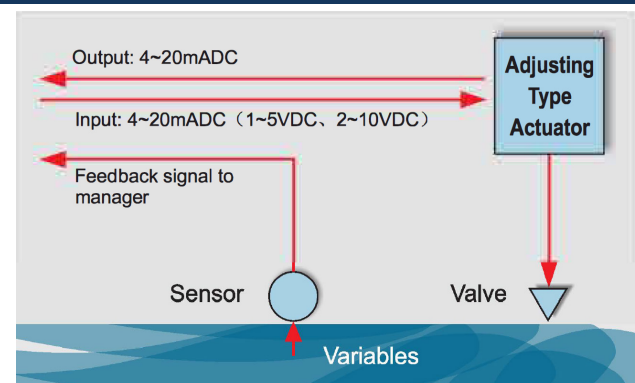 Output: 4~20mADC
Adjusting
Type
Actuator
Input: 4~20mADC（1~5VDC、2~10VDC）
Feedback signal to
manager
Sensor
Valve
Variables